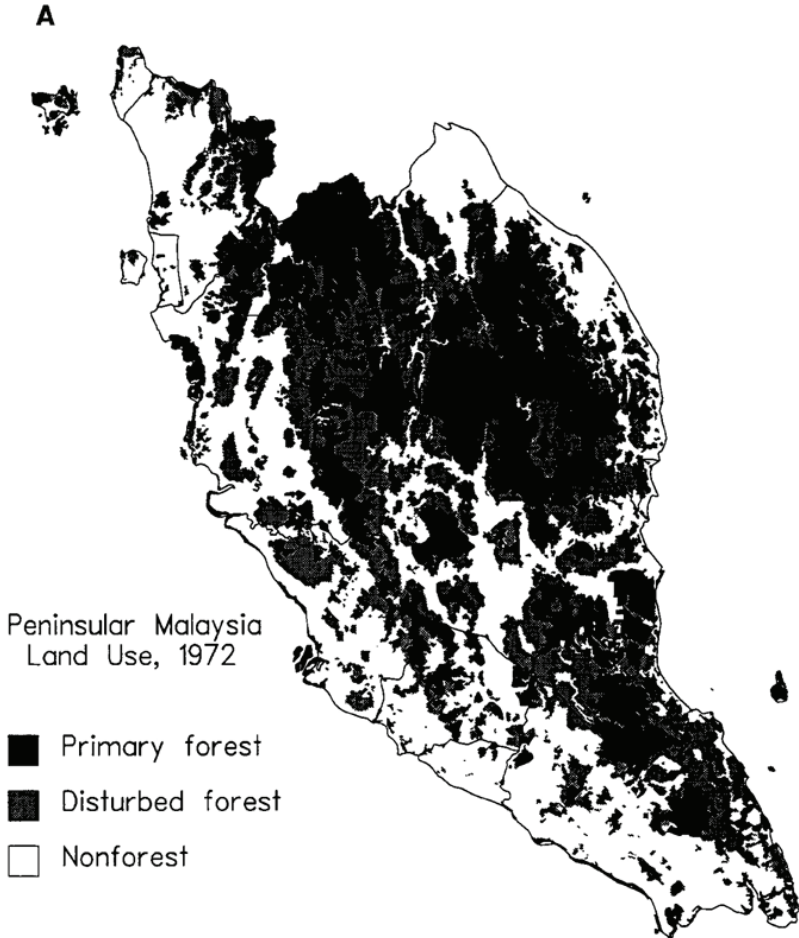 A
Peninsular Malaysia
Land Use, 1972
Primary forest
Disturbed forest
Nonforest